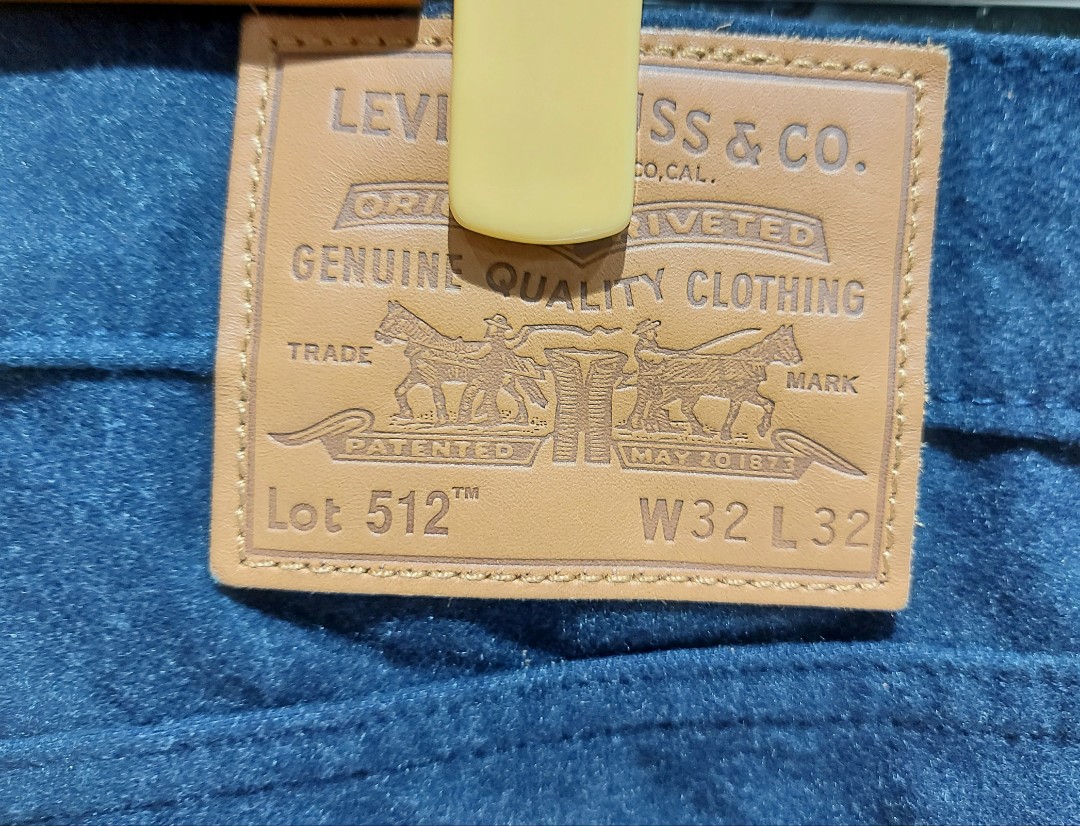 LEVI USS & CO.
CO, CAL.
RIVETED
GENUINE QUALITY CLOTHING
TRADE MARK
PATENTED MAY 20 1873
Lot 512™ W32 L32